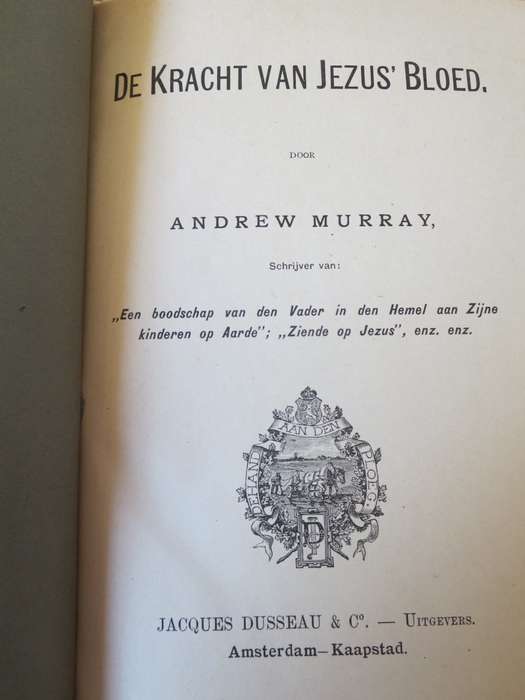 DE KRACHT VAN JEZUS' BLOED.
DOOR
ANDREW MURRAY,
Schrijver van:
„Een boodschap van den Vader in den Hemel aan Zijne
kinderen op Aarde"; „Ziende op Jezus", enz. enz.
AAN DEN
DE HAND
PLOEG.
JACQUES DUSSEAU & Co. — UITGEVERS.
Amsterdam—Kaapstad.